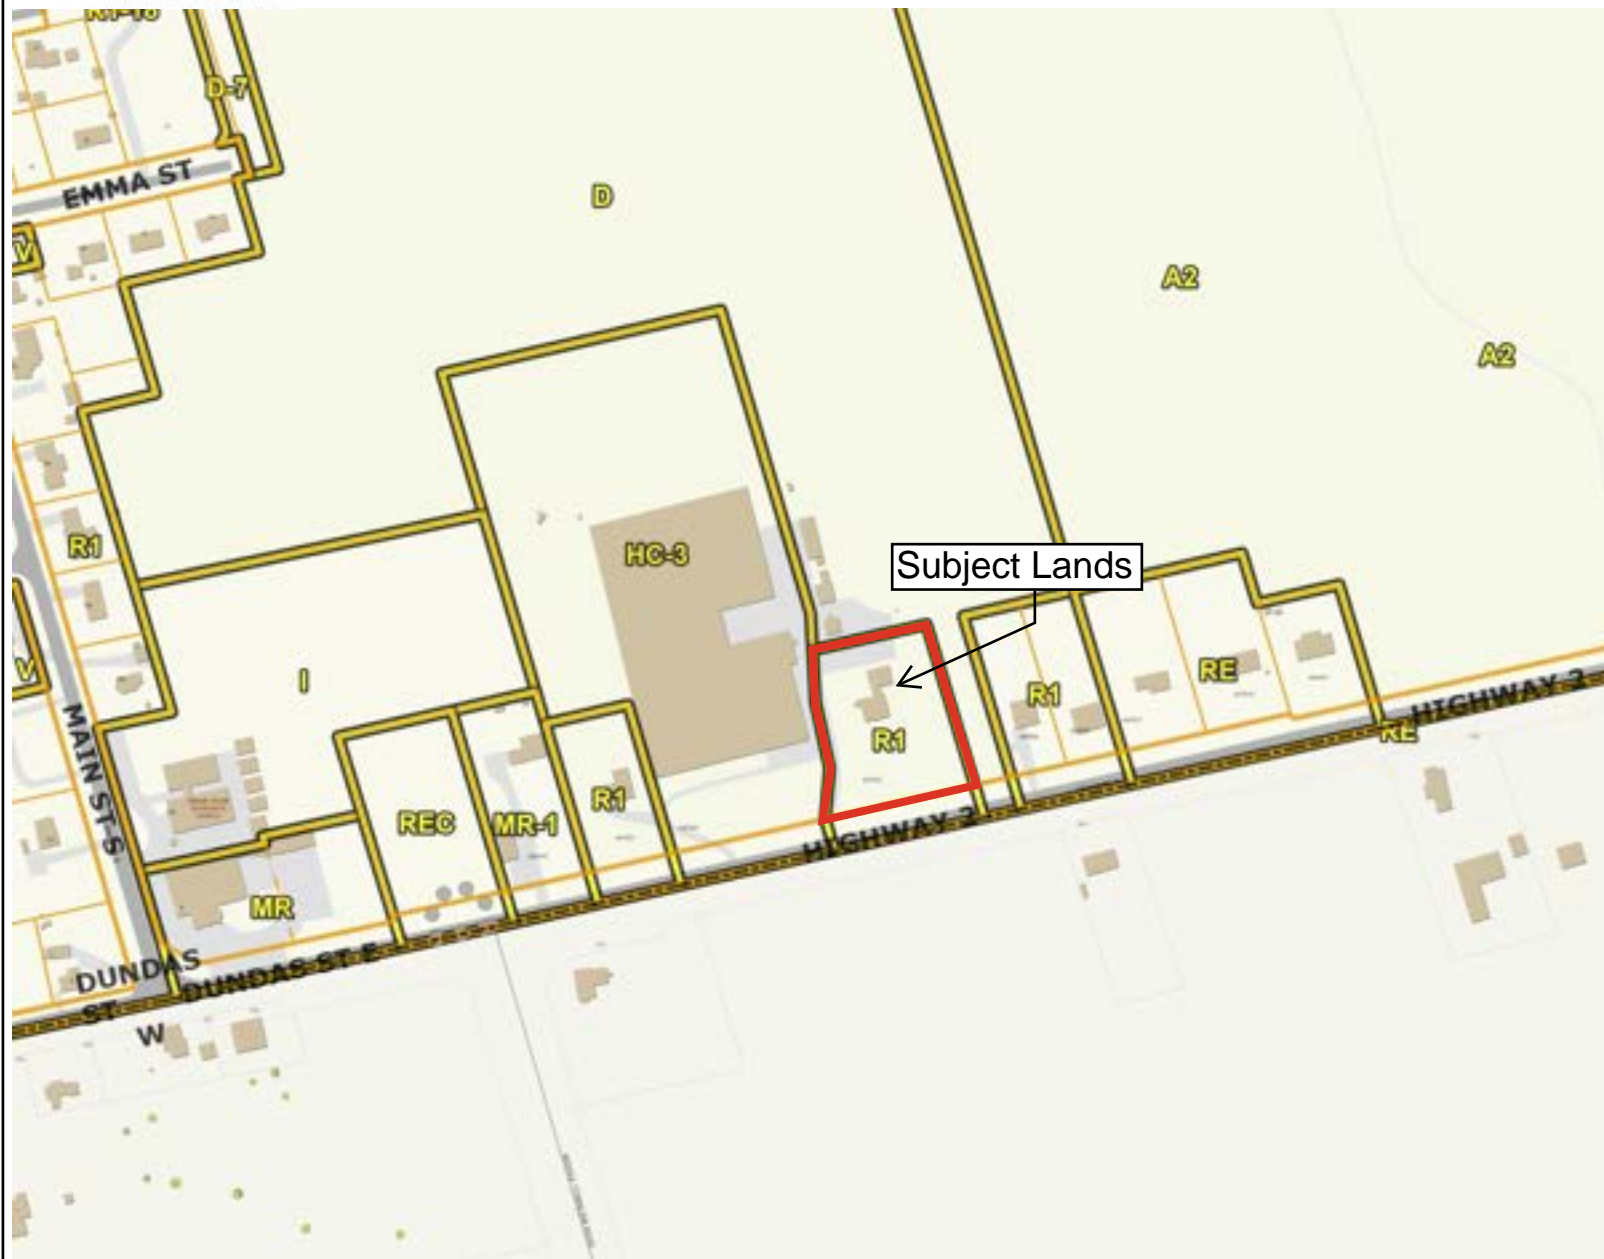 R1-18
D-7
EMMA ST
D
V
A2
A2
R1
HC-3
Subject Lands
V
I
R1
RE
MAIN ST S
R1
HIGHWAY 2
RE
REC
MR-1
R1
HIGHWAY 2
MR
DUNDAS
ST
W
DUNDAS ST E